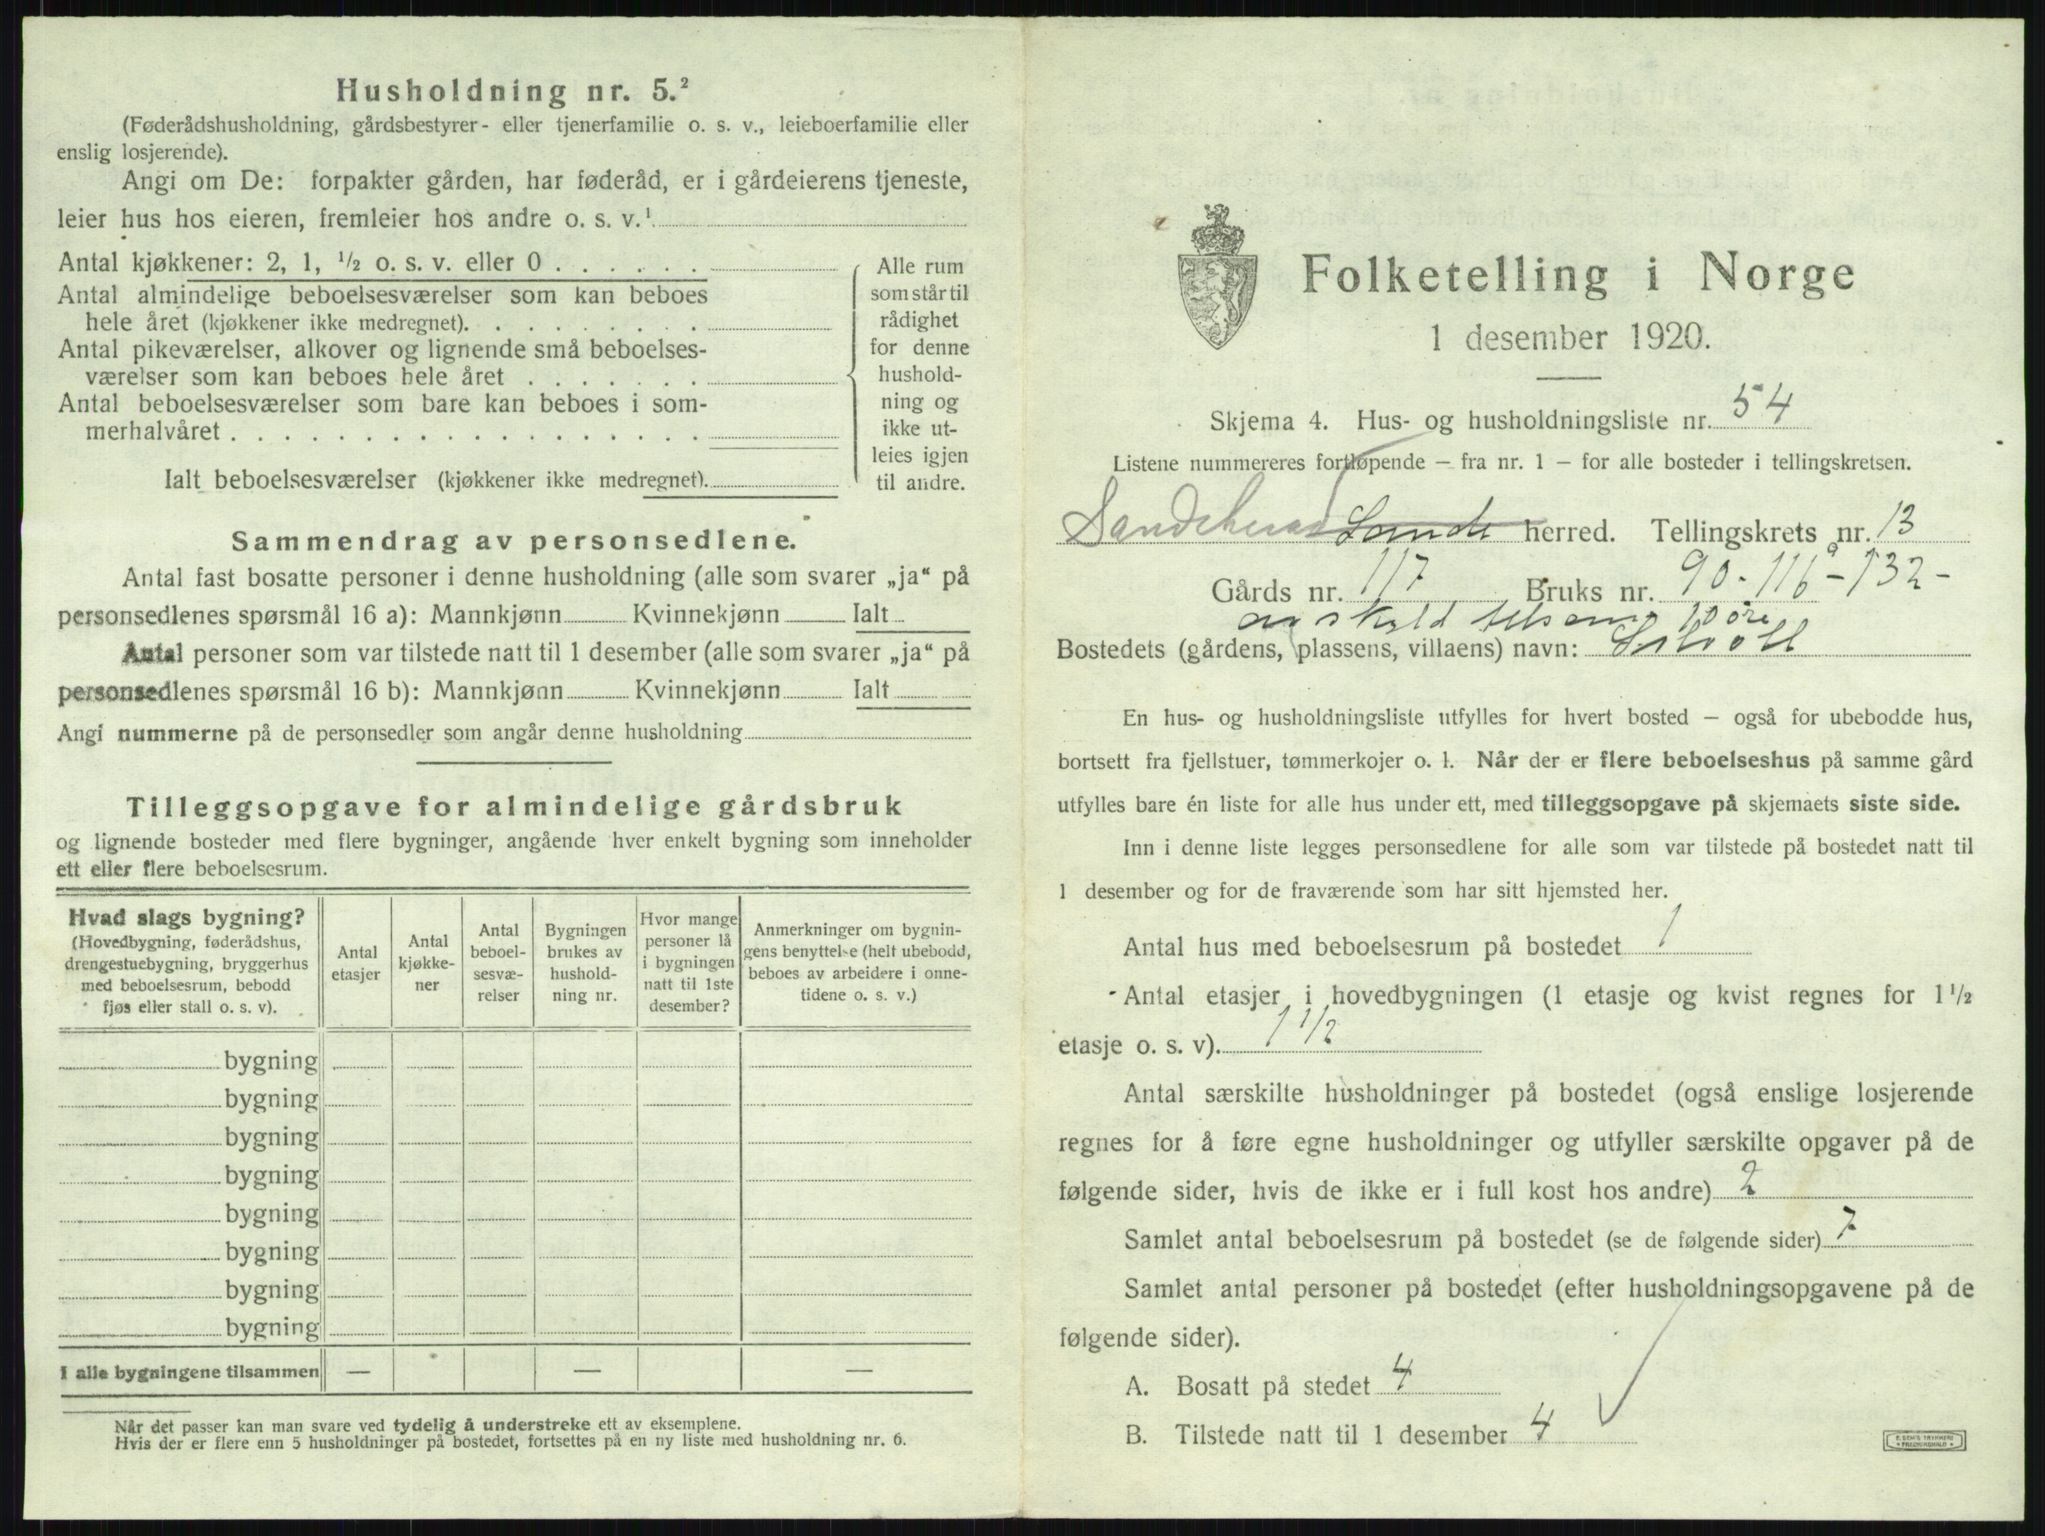 Husholdning nr. 5.²
(Føderådshusholdning, gårdsbestyrer- eller tjenerfamilie o. s. v., leieboerfamilie eller
enslig losjerende).
Angi om De: forpakter gården, har føderåd, er i gårdeierens tjeneste,
leier hus hos eieren, fremleier hos andre o. s. v.¹
Antal kjøkkener: 2, 1, ½ o. s. v. eller 0
Antal almindelige beboelsesværelser som kan beboes
hele året (kjøkkener ikke medregnet).
Antal pikeværelser, alkover og lignende små beboelses-
værelser som kan beboes hele året
Antal beboelsesværelser som bare kan beboes i som-
merhalvåret
Ialt beboelsesværelser (kjøkkener ikke medregnet).
Alle rum
som står til
rådighet
for denne
hushold-
ning og
ikke ut-
leies igjen
til andre.
Sammendrag av personsedlene.
Antal fast bosatte personer i denne husholdning (alle som svarer „ja“ på
personsedlenes spørsmål 16 a): Mannkjønn Kvinnekjønn Ialt
Antal personer som var tilstede natt til 1 desember (alle som svarer „ja“ på
personsedlenes spørsmål 16 b): Mannkjønn Kvinnekjønn Ialt
Angi nummerne på de personsedler som angår denne husholdning
Tilleggsopgave for almindelige gårdsbruk
og lignende bosteder med flere bygninger, angående hver enkelt bygning som inneholder
ett eller flere beboelsesrum.
Hvad slags bygning?
(Hovedbygning, føderådshus,
drengestuebygning, bryggerhus
med beboelsesrum, bebodd
fjøs eller stall o. s. v).
Antal
etasjer
Antal
kjøkke-
ner
Antal
beboel-
sesvæ-
relser
Bygningen
brukes av
hushold-
ning nr.
Hvor mange
personer lå
i bygningen
natt til 1ste
desember?
Anmerkninger om bygnin-
gens benyttelse (helt ubebodd,
beboes av arbeidere i onne-
tidene o. s. v.)
bygning
bygning
bygning
bygning
bygning
bygning
bygning
bygning
I alle bygningene tilsammen — — —
Når det passer kan man svare ved tydelig å understreke ett av eksemplene.
Hvis der er flere enn 5 husholdninger på bostedet, fortsettes på en ny liste med husholdning nr. 6.
Folketelling i Norge
1 desember 1920.
Skjema 4. Hus- og husholdningsliste nr. 54
Listene nummereres fortløpende – fra nr. 1 – for alle bosteder i tellingskretsen.
Sande herred. Tellingskrets nr. 13
Gårds nr. 117 Bruks nr. 90-116-132-
av skyld tilsam 10 øre
Bostedets (gårdens, plassens, villaens) navn:
En hus- og husholdningsliste utfylles for hvert bosted – også for ubebodde hus,
bortsett fra fjellstuer, tømmerkojer o. l. Når der er flere beboelseshus på samme gård
utfylles bare én liste for alle hus under ett, med tilleggsopgave på skjemaets siste side.
Inn i denne liste legges personsedlene for alle som var tilstede på bostedet natt til
1 desember og for de fraværende som har sitt hjemsted her.
Antal hus med beboelsesrum på bostedet 1
Antal etasjer i hovedbygningen (1 etasje og kvist regnes for 1½
etasje o. s. v). 1 1/2
Antal særskilte husholdninger på bostedet (også enslige losjerende
regnes for å føre egne husholdninger og utfyller særskilte opgaver på de
følgende sider, hvis de ikke er i full kost hos andre) 2
Samlet antal beboelsesrum på bostedet (se de følgende sider) 7
Samlet antal personer på bostedet (efter husholdningsopgavene på de
følgende sider).
A. Bosatt på stedet 4
B. Tilstede natt til 1 desember 4